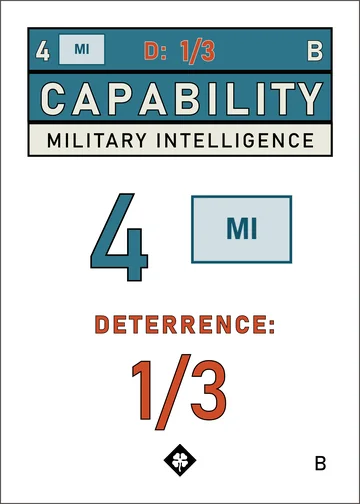 4 MI D: 1/3 B
CAPABILITY
MILITARY INTELLIGENCE
4 MI
DETERRENCE:
1/3
B